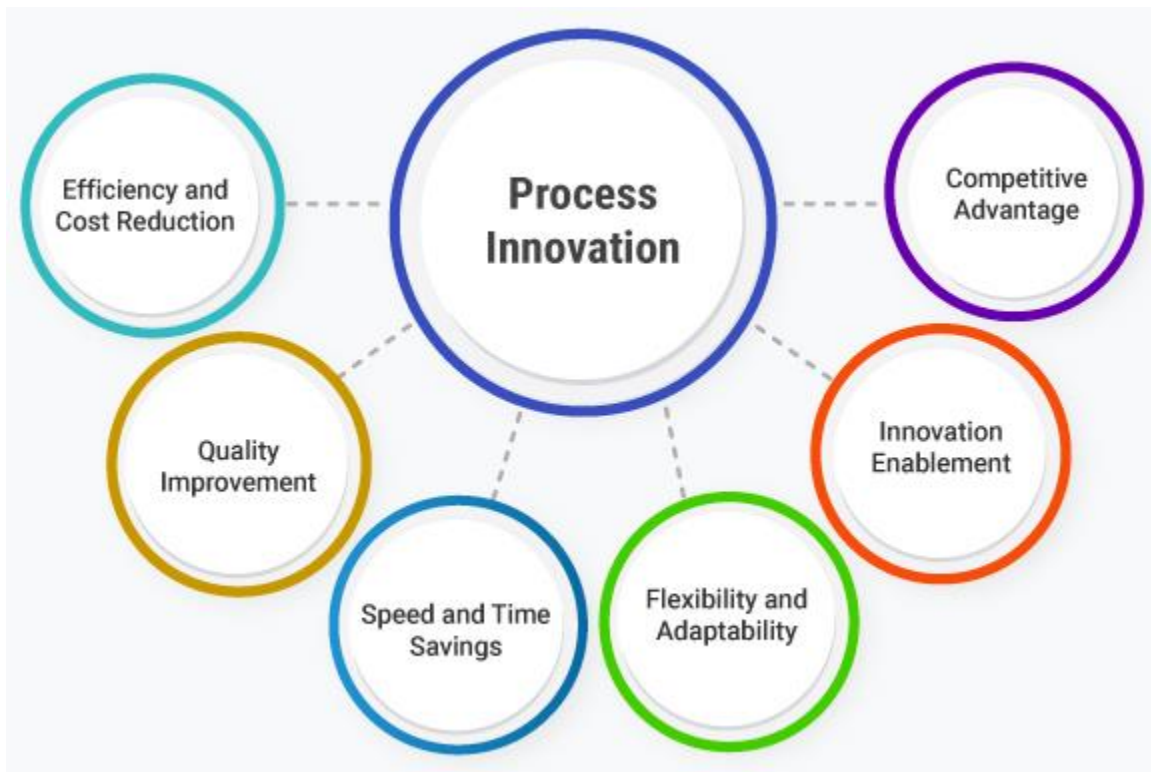 Process
Innovation
Efficiency and
Cost Reduction
Quality
Improvement
Speed and Time
Savings
Flexibility and
Adaptability
Innovation
Enablement
Competitive
Advantage